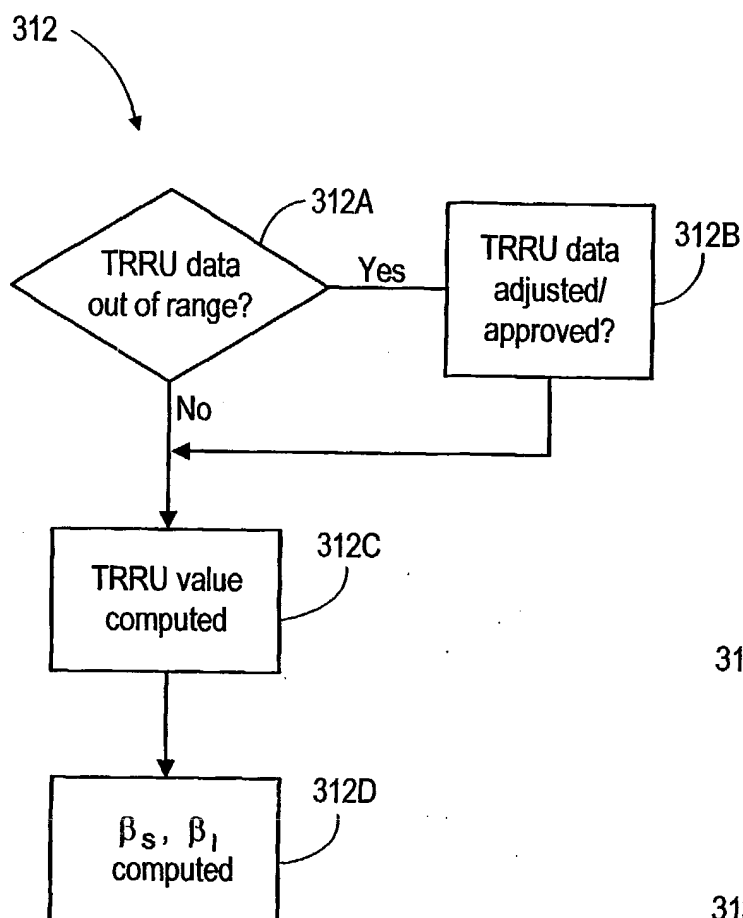 312
312A
TRRU data
out of range?
Yes
TRRU data
adjusted/
approved?
312B
No
TRRU value
computed
312C
31
βs, βl
computed
312D
31